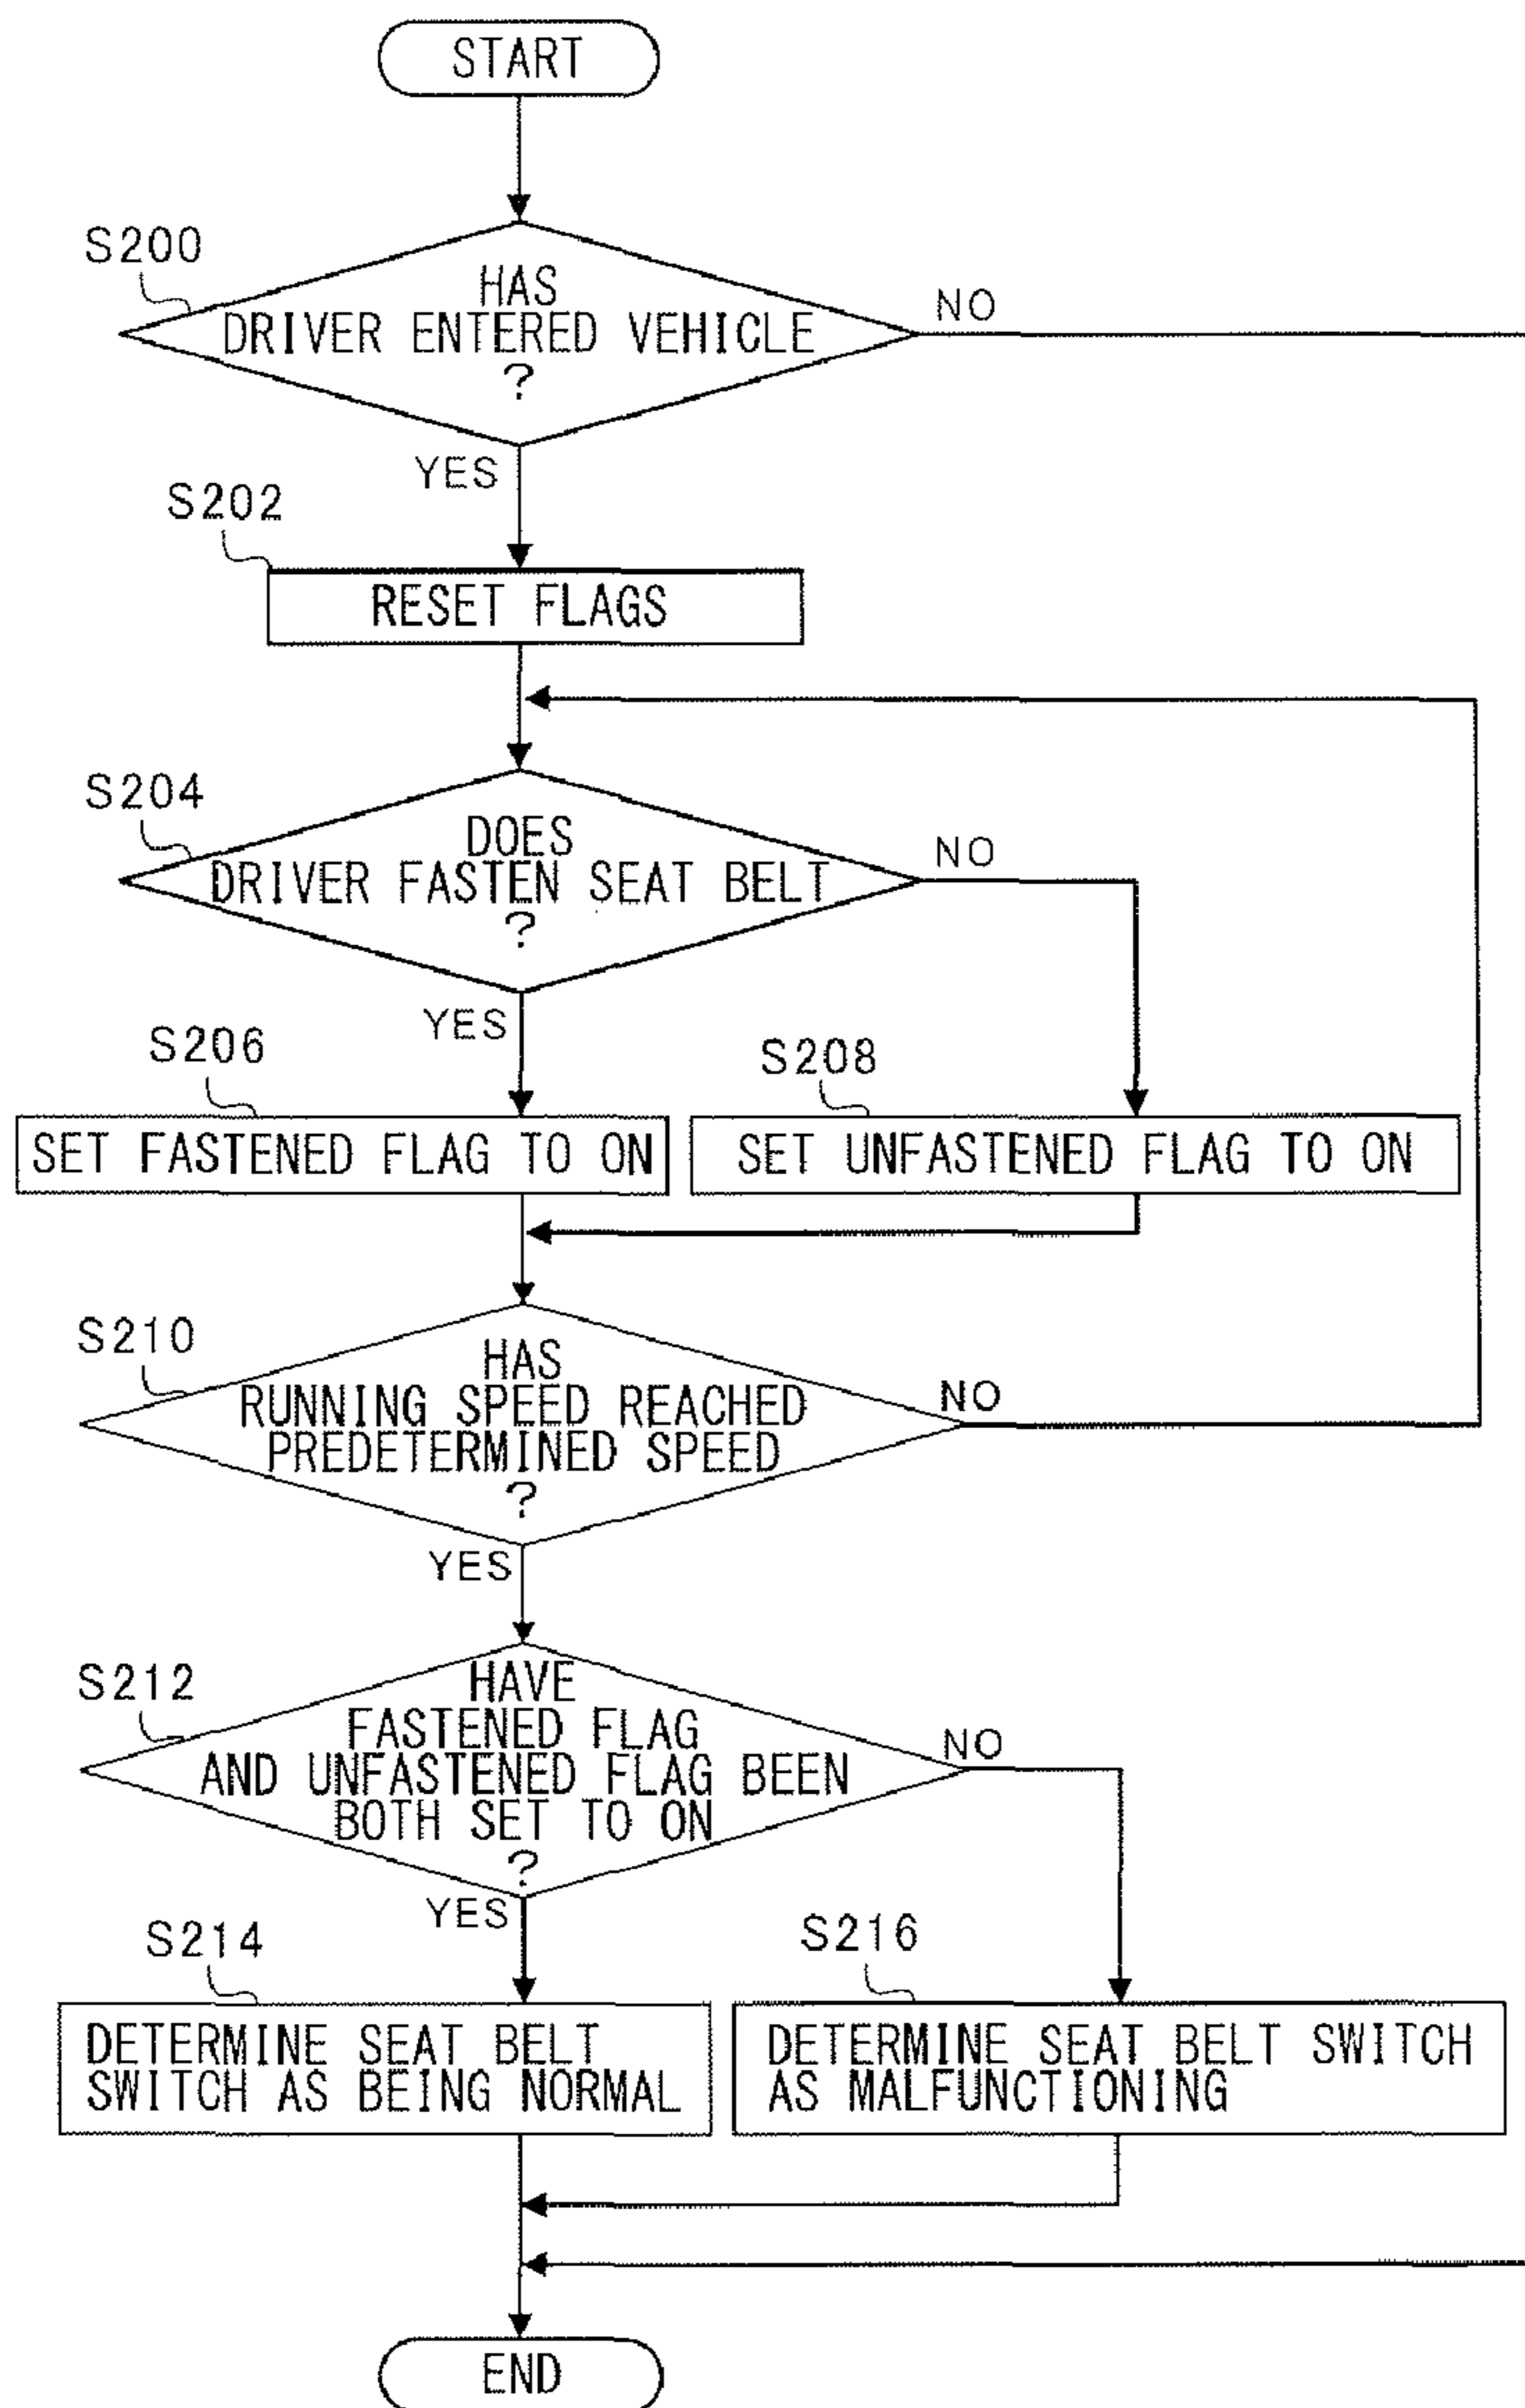 START
S200
HAS
DRIVER ENTERED VEHICLE
?
NO
YES
S202
RESET FLAGS
S204
DOES
DRIVER FASTEN SEAT BELT
?
NO
YES
S206
SET FASTENED FLAG TO ON
S208
SET UNFASTENED FLAG TO ON
S210
HAS
RUNNING SPEED REACHED
PREDETERMINED SPEED
?
NO
YES
S212
HAVE
FASTENED FLAG
AND UNFASTENED FLAG BEEN
BOTH SET TO ON
?
NO
YES
S214
DETERMINE SEAT BELT
SWITCH AS BEING NORMAL
S216
DETERMINE SEAT BELT SWITCH
AS MALFUNCTIONING
END